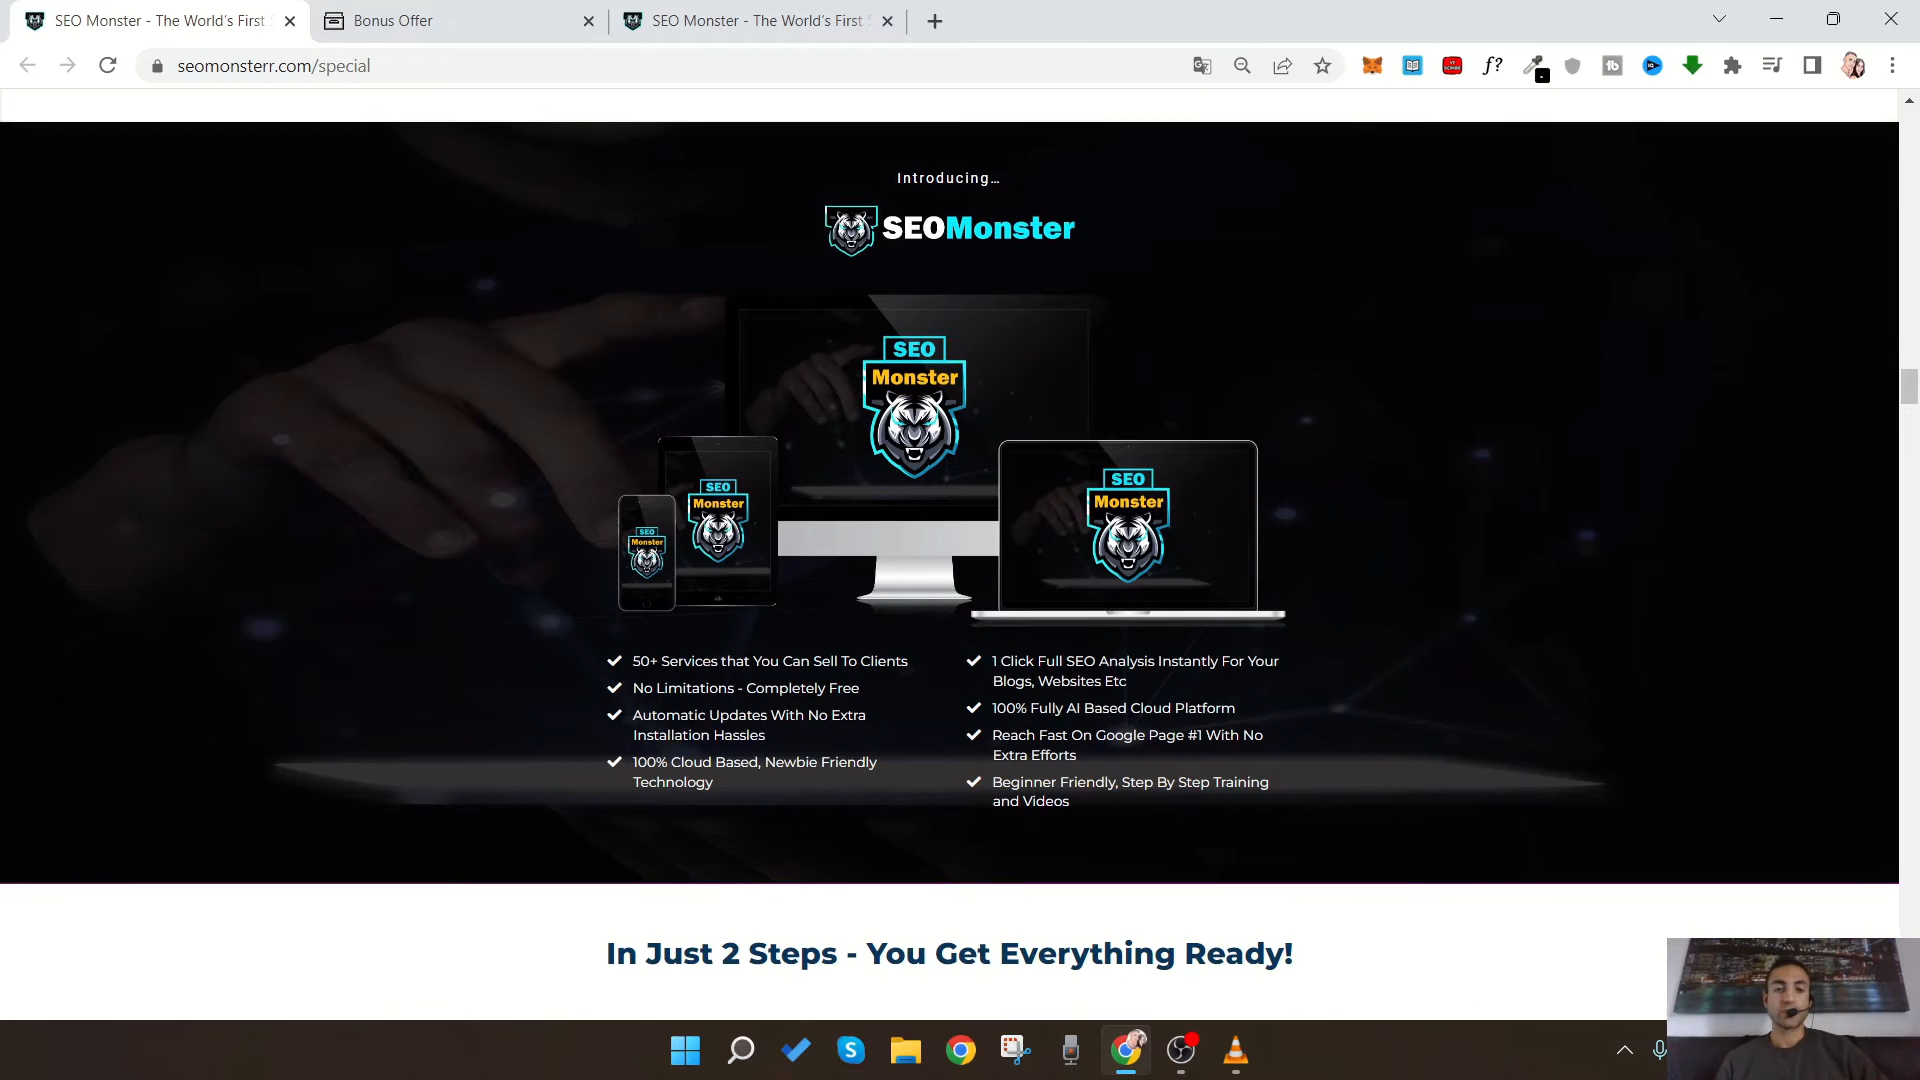 SEO Monster - The World's First
Bonus Offer
SEO Monster - The World's First
seomonsterr.com/special
Introducing...
SEOMonster
SEO
Monster
SEO
Monster
SEO
Monster
SEO
Monster
50+ Services that You Can Sell To Clients
No Limitations - Completely Free
Automatic Updates With No Extra
Installation Hassles
100% Cloud Based, Newbie Friendly
Technology
1 Click Full SEO Analysis Instantly For Your
Blogs, Websites Etc
100% Fully AI Based Cloud Platform
Reach Fast On Google Page #1 With No
Extra Efforts
Beginner Friendly, Step By Step Training
and Videos
In Just 2 Steps - You Get Everything Ready!